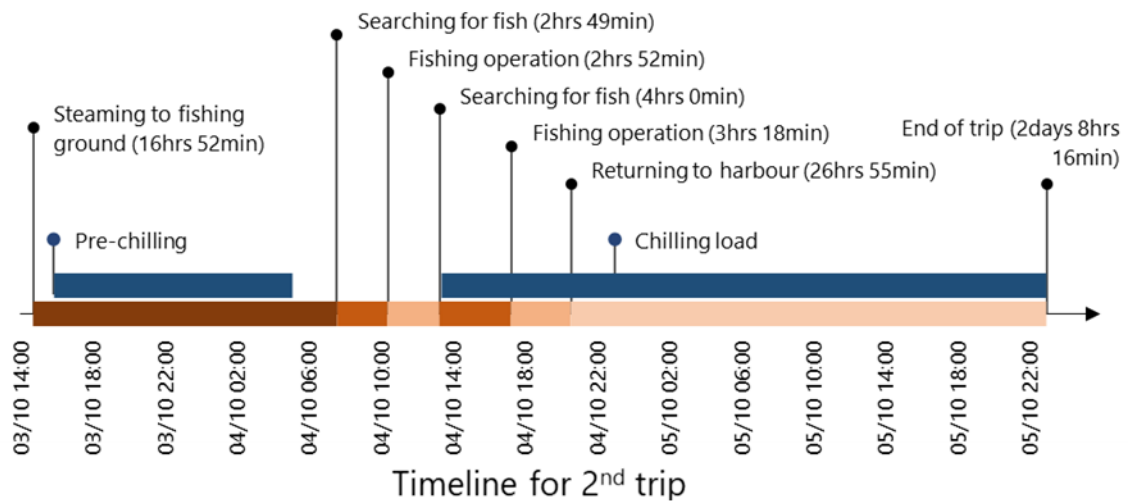 Searching for fish (2hrs 49min)
Fishing operation (2hrs 52min)
Searching for fish (4hrs 0min)
Steaming to fishing
ground (16hrs 52min)
Fishing operation (3hrs 18min)
End of trip (2days 8hrs
16min)
Returning to harbour (26hrs 55min)
Pre-chilling
Chilling load
03/10 14:00
03/10 18:00
03/10 22:00
04/10 02:00
04/10 06:00
04/10 10:00
04/10 14:00
04/10 18:00
04/10 22:00
05/10 02:00
05/10 06:00
05/10 10:00
05/10 14:00
05/10 18:00
05/10 22:00
Timeline for 2nd trip